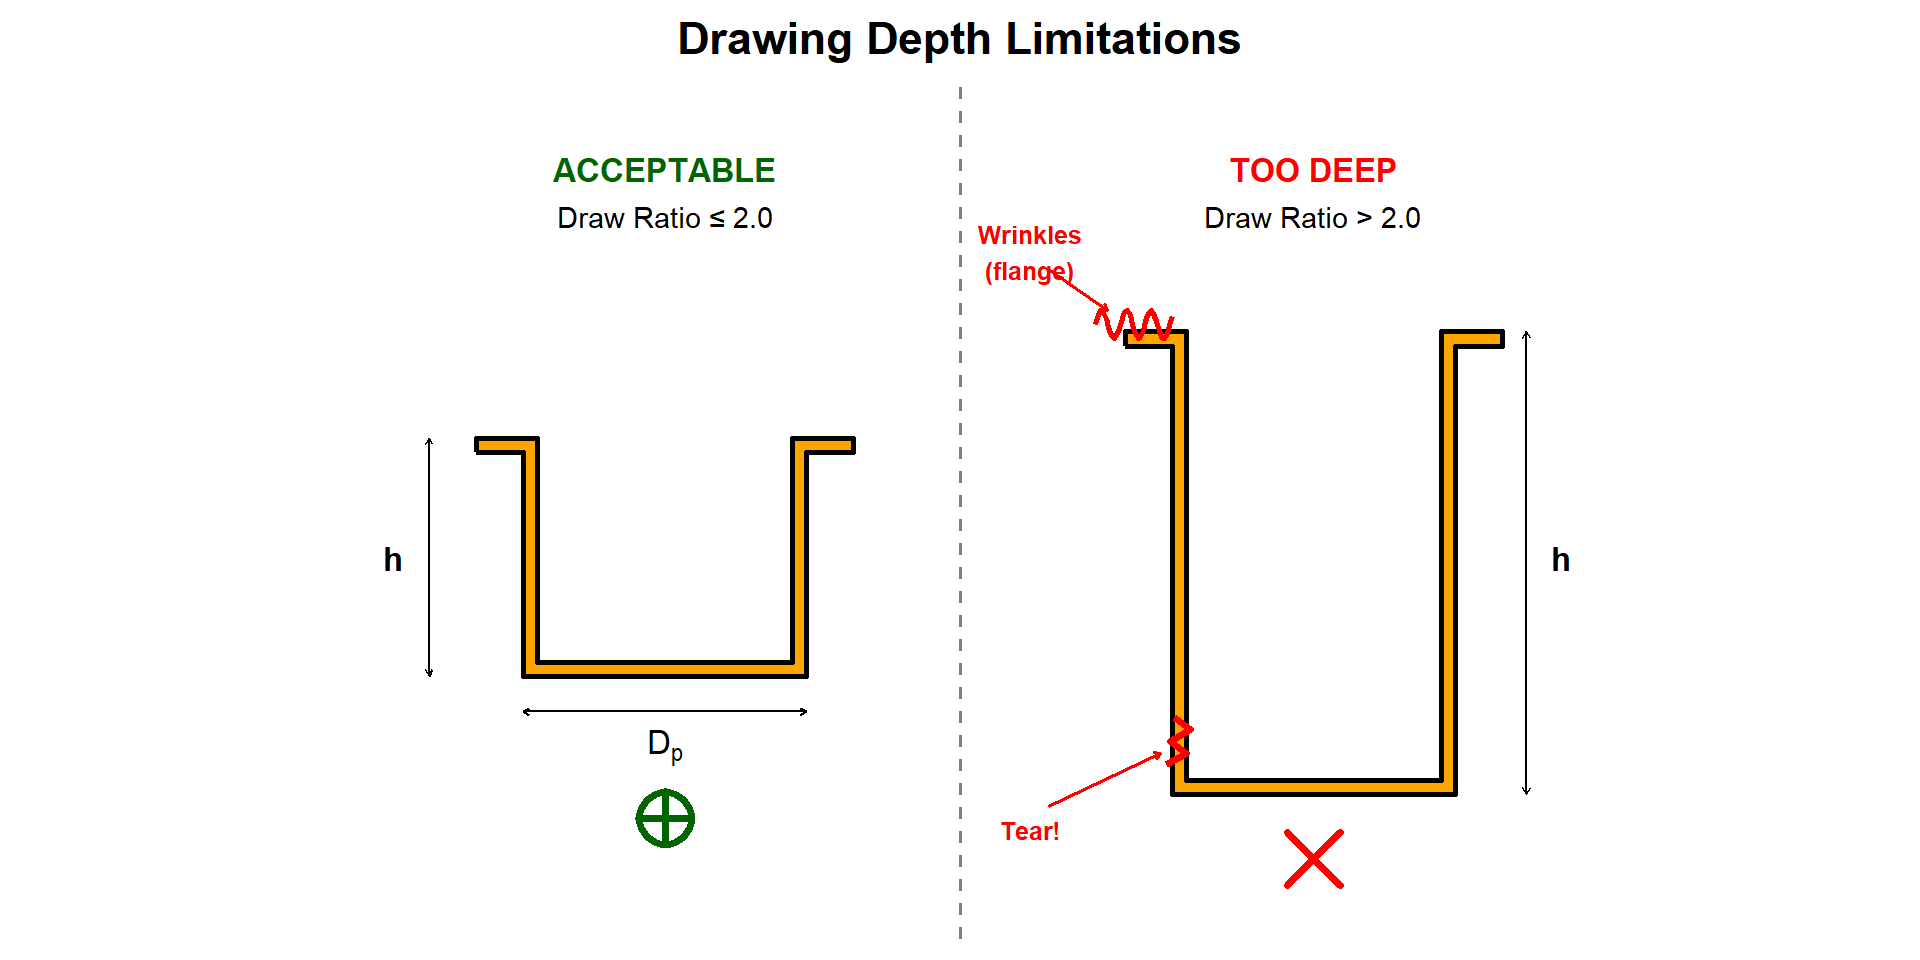 Drawing Depth Limitations
ACCEPTABLE
Draw Ratio ≤ 2.0
h
Dp
TOO DEEP
Draw Ratio > 2.0
Wrinkles
(flange)
h
Tear!